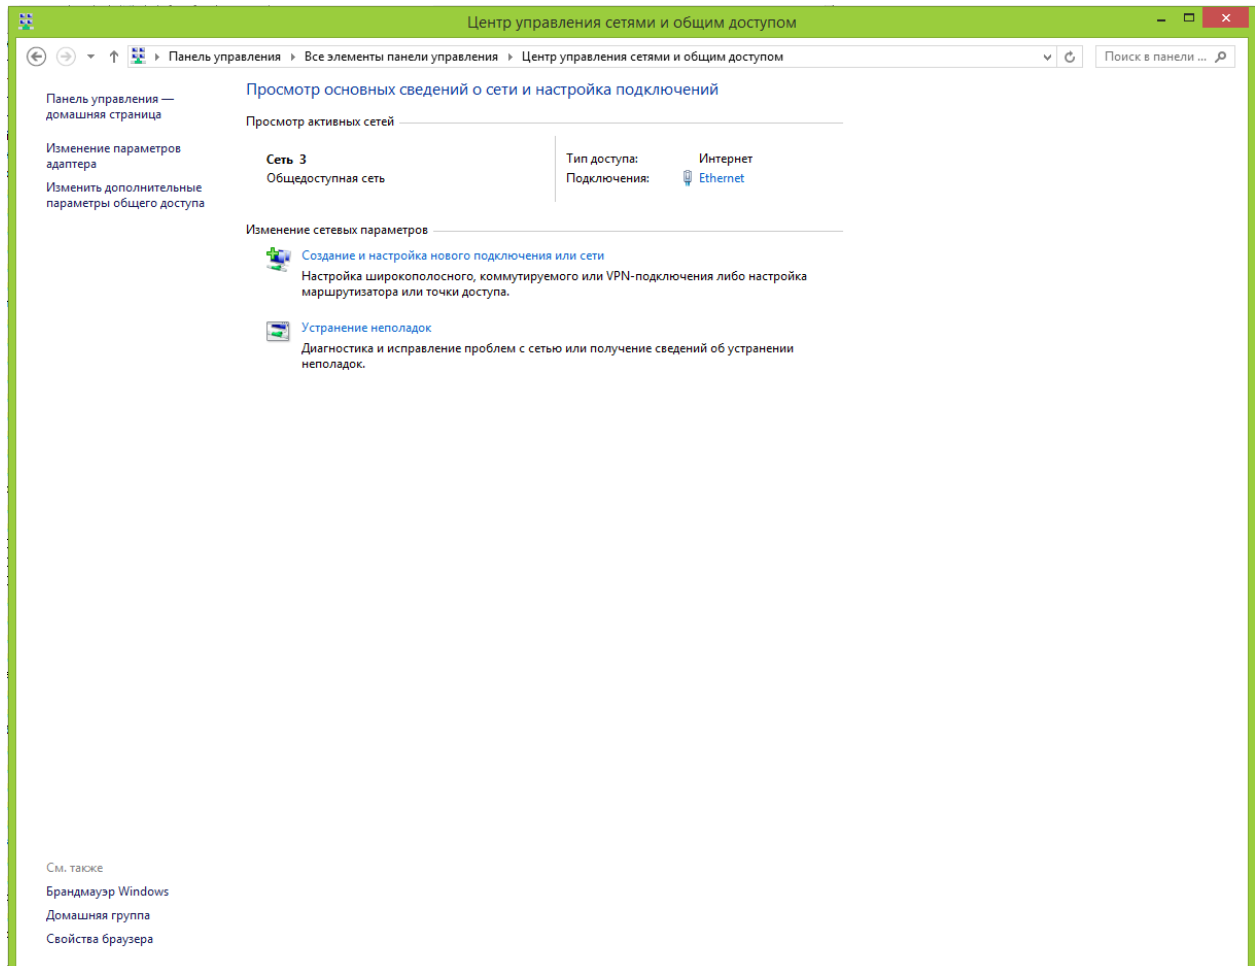 Центр управления сетями и общим доступом
Панель управления
Все элементы панели управления
Центр управления сетями и общим доступом
Поиск в панели ...
Панель управления —
домашняя страница
Изменение параметров
адаптера
Изменить дополнительные
параметры общего доступа
Просмотр основных сведений о сети и настройка подключений
Просмотр активных сетей
Сеть 3
Общедоступная сеть
Тип доступа: Интернет
Подключения: Ethernet
Изменение сетевых параметров
Создание и настройка нового подключения или сети
Настройка широкополосного, коммутируемого или VPN-подключения либо настройка
маршрутизатора или точки доступа.
Устранение неполадок
Диагностика и исправление проблем с сетью или получение сведений об устранении
неполадок.
См. также
Брандмауэр Windows
Домашняя группа
Свойства браузера